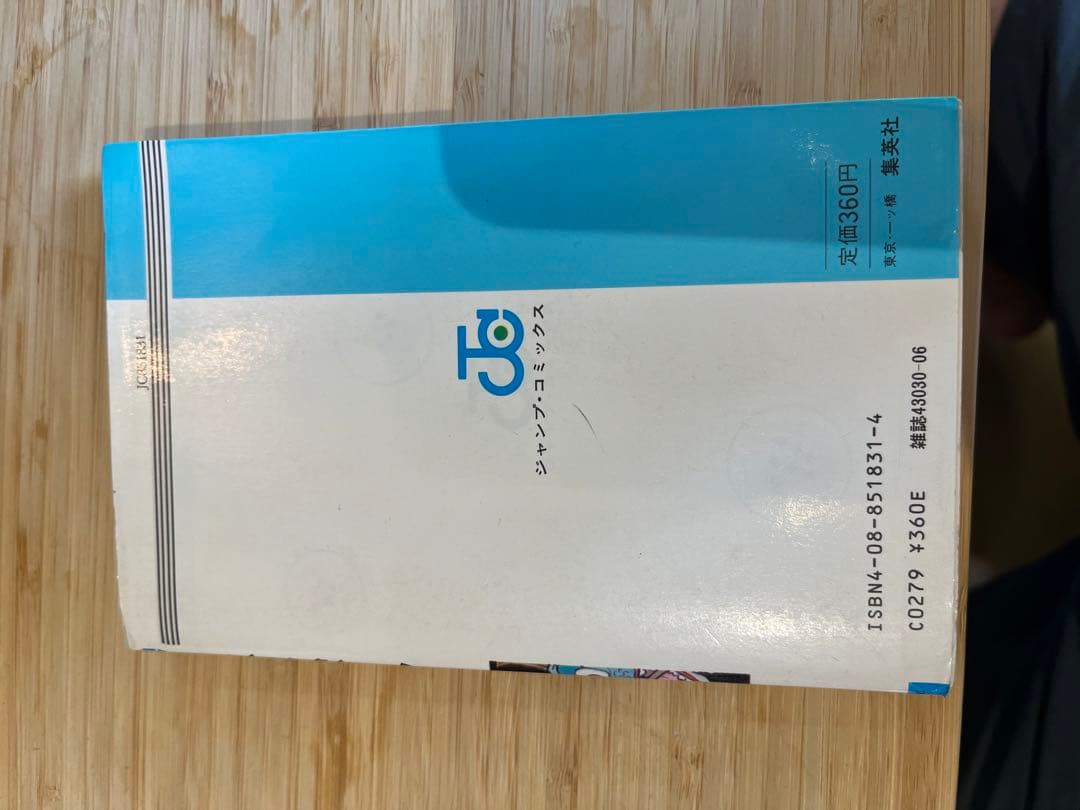 JC851831
ジャンプ・コミックス
ISBN4-08-851831-4
C0279 ¥360E
雑誌43030-06
定価360円
東京・一ッ橋 集英社